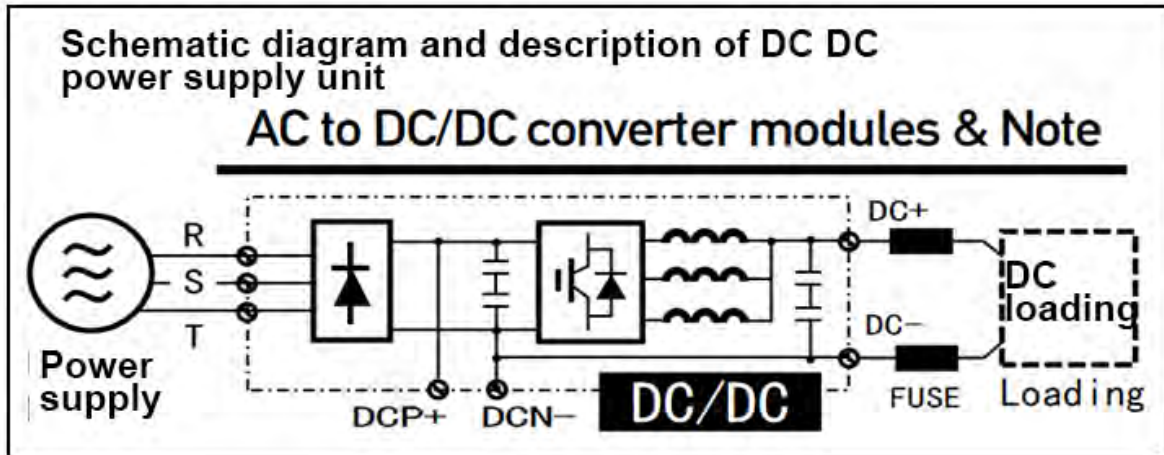 Schematic diagram and description of DC DC
power supply unit
AC to DC/DC converter modules & Note
R
S
T
Power
supply
DCP+
DCN-
DC/DC
DC+
DC-
FUSE
DC
loading
Loading